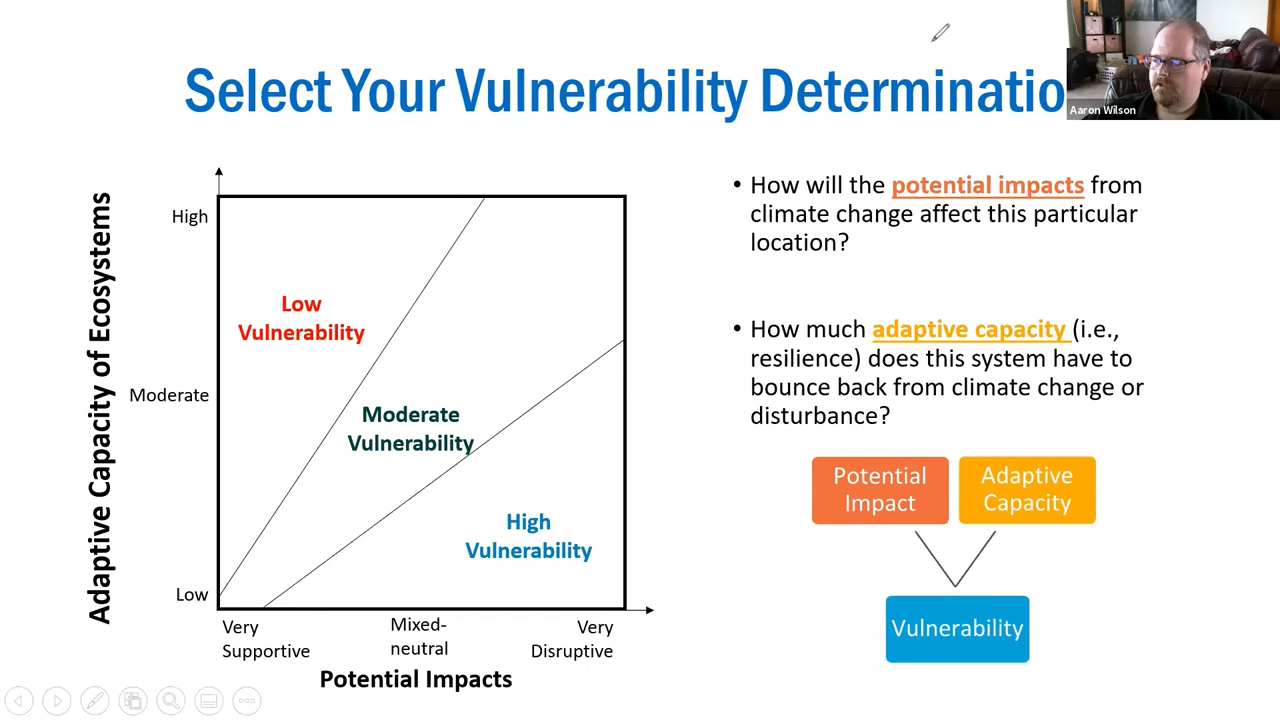 Select Your Vulnerability Determinatio
Aaron Wilson
Adaptive Capacity of Ecosystems
High
Moderate
Low
Low
Vulnerability
Moderate
Vulnerability
High
Vulnerability
Very
Supportive
Mixed-
neutral
Very
Disruptive
Potential Impacts
• How will the potential impacts from
climate change affect this particular
location?
• How much adaptive capacity (i.e.,
resilience) does this system have to
bounce back from climate change or
disturbance?
Potential
Impact
Adaptive
Capacity
Vulnerability